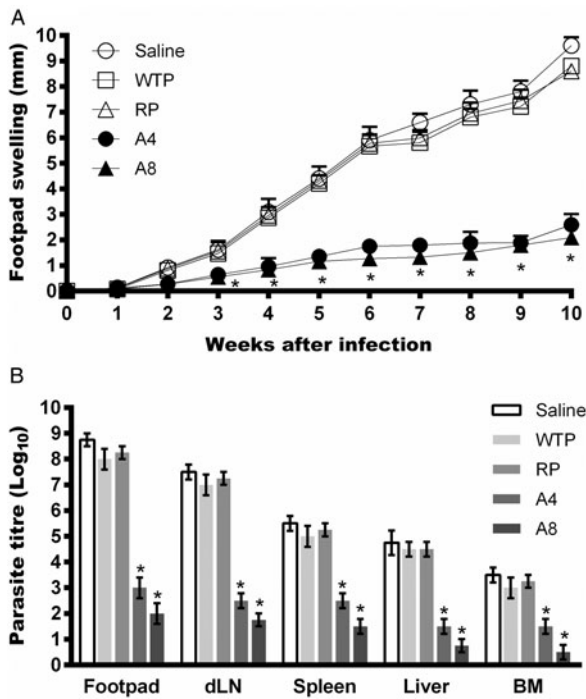 A
Footpad swelling (mm)
10
9
8
7
6
5
4
3
2
1
0
Saline
WTP
RP
A4
A8
* * * * * * * *
0 1 2 3 4 5 6 7 8 9 10
Weeks after infection
B
Parasite titre (Log10)
10
9
8
7
6
5
4
3
2
1
0
Saline
WTP
RP
A4
A8
* * * * * * * * * *
Footpad dLN Spleen Liver BM